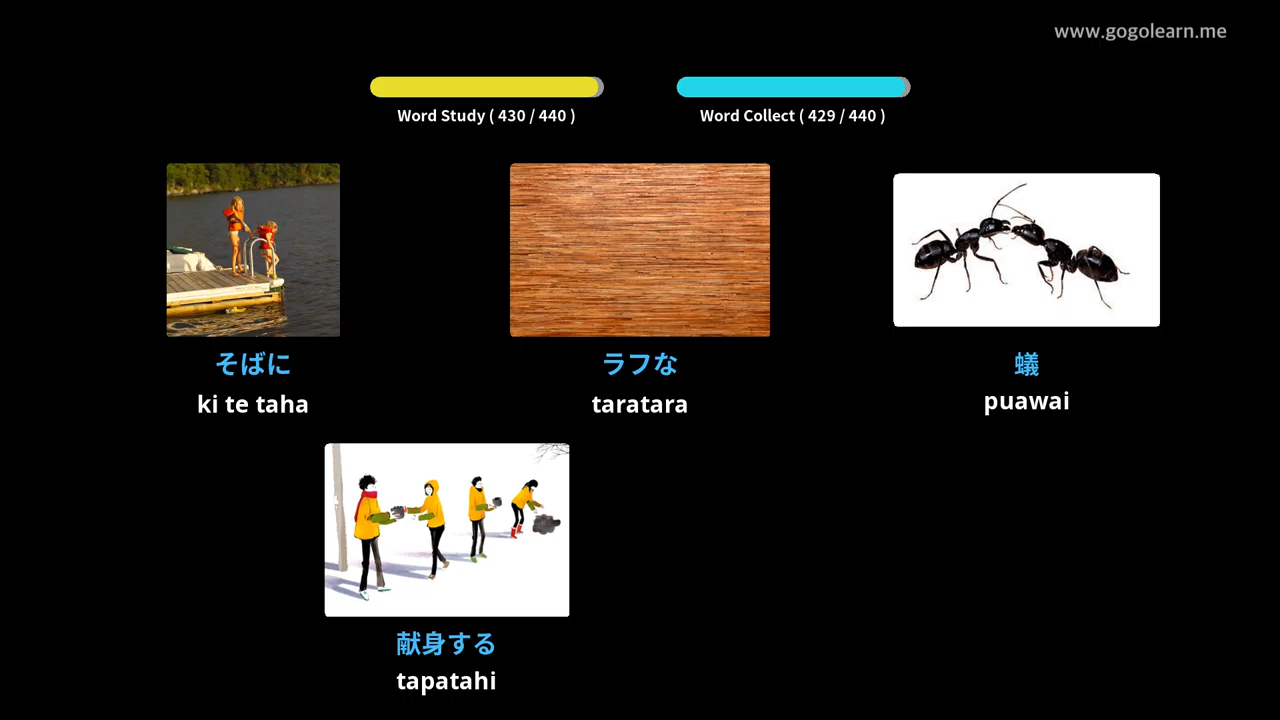 www.gogolearn.me
Word Study ( 430 / 440 )
Word Collect ( 429 / 440 )
そばに
ki te taha
ラフな
taratara
蟻
puawai
献身する
tapatahi